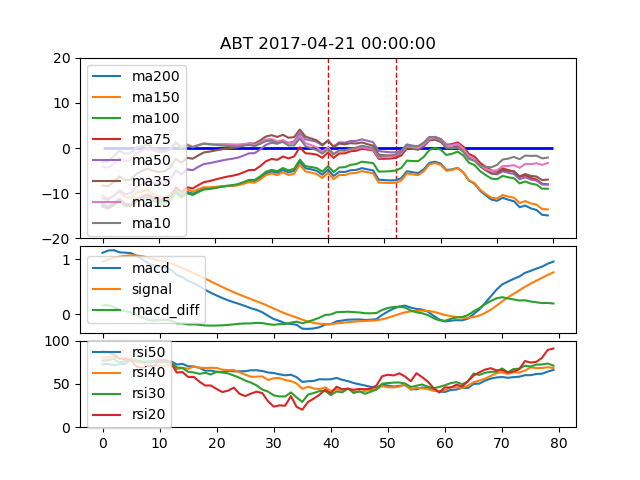 ABT 2017-04-21 00:00:00
20
10
0
−10
−20
ma200
ma150
ma100
ma75
ma50
ma35
ma15
ma10
1
0
macd
signal
macd_diff
100
50
0
rsi50
rsi40
rsi30
rsi20
0 10 20 30 40 50 60 70 80